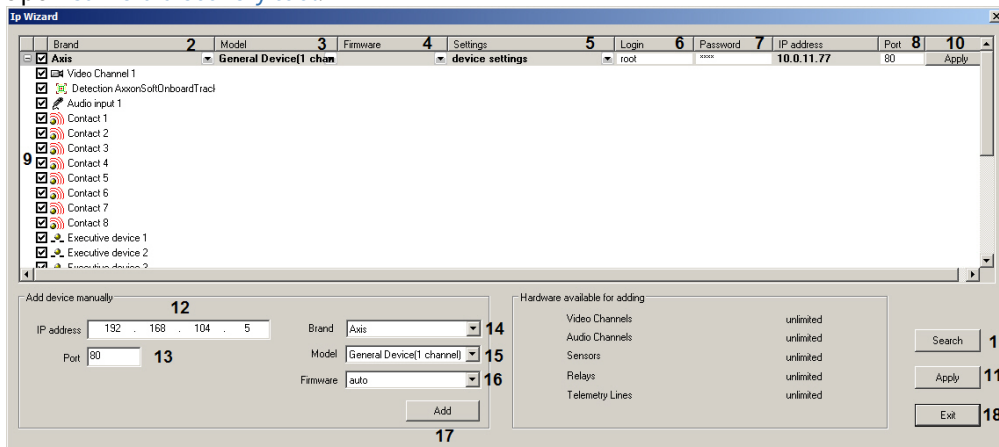 Ip Wizard
Brand 2 Model 3 Firmware 4 Settings 5 Login 6 Password 7 IP address Port 8 10
Axis General Device(1 chan device settings root xxxx 10.0.11.77 80 Apply
Video Channel 1
Detection AxxonSoftOnboardTrack
Audio input 1
Contact 1
Contact 2
Contact 3
9 Contact 4
Contact 5
Contact 6
Contact 7
Contact 8
Executive device 1
Executive device 2
Executive device 3
Add device manually
12
IP address 192 . 168 . 104 . 5
Port 80 13
Brand Axis 14
Model General Device(1 channel) 15
Firmware auto 16
Add
17
Hardware available for adding
Video Channels unlimited
Audio Channels unlimited
Sensors unlimited
Relays unlimited
Telemetry Lines unlimited
Search 1
Apply 11
Exit 18